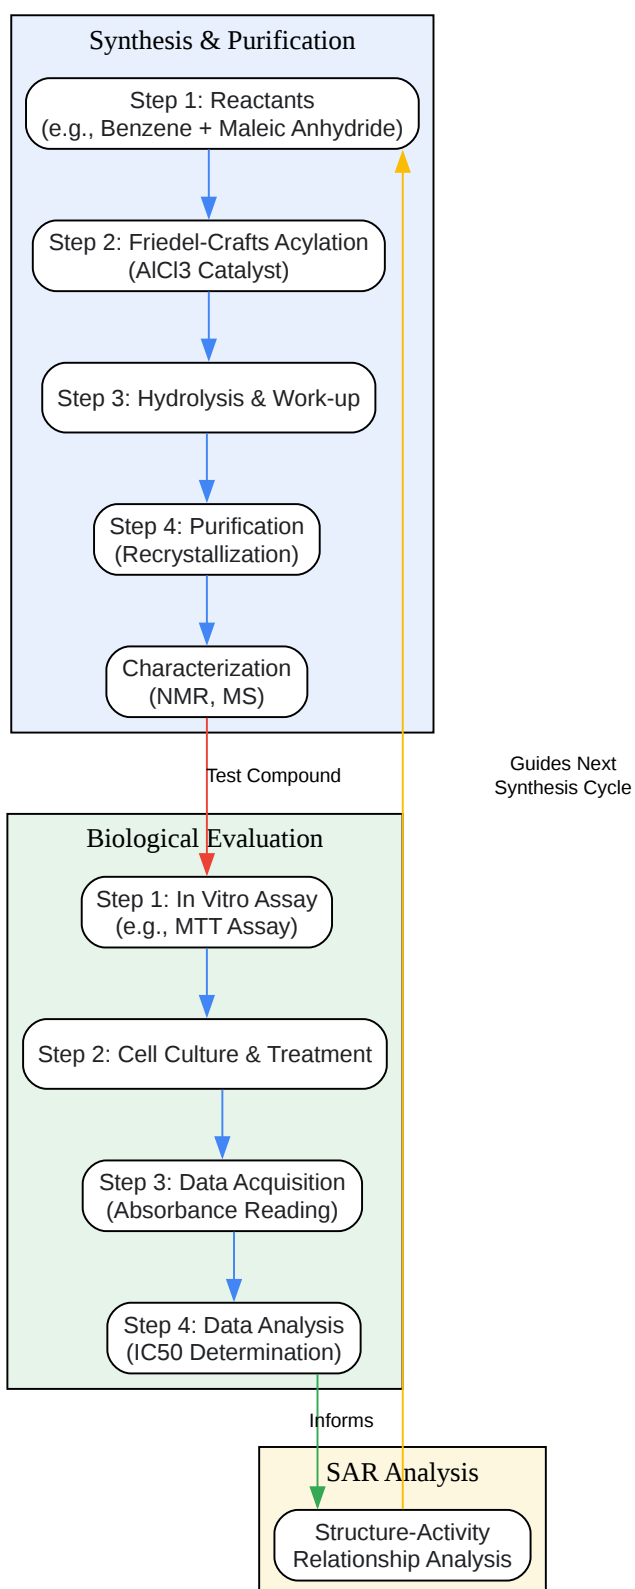 Synthesis & Purification
Step 1: Reactants
(e.g., Benzene + Maleic Anhydride)
Step 2: Friedel-Crafts Acylation
(AlCl3 Catalyst)
Step 3: Hydrolysis & Work-up
Step 4: Purification
(Recrystallization)
Characterization
(NMR, MS)
Test Compound
Guides Next
Synthesis Cycle
Biological Evaluation
Step 1: In Vitro Assay
(e.g., MTT Assay)
Step 2: Cell Culture & Treatment
Step 3: Data Acquisition
(Absorbance Reading)
Step 4: Data Analysis
(IC50 Determination)
Informs
SAR Analysis
Structure-Activity
Relationship Analysis